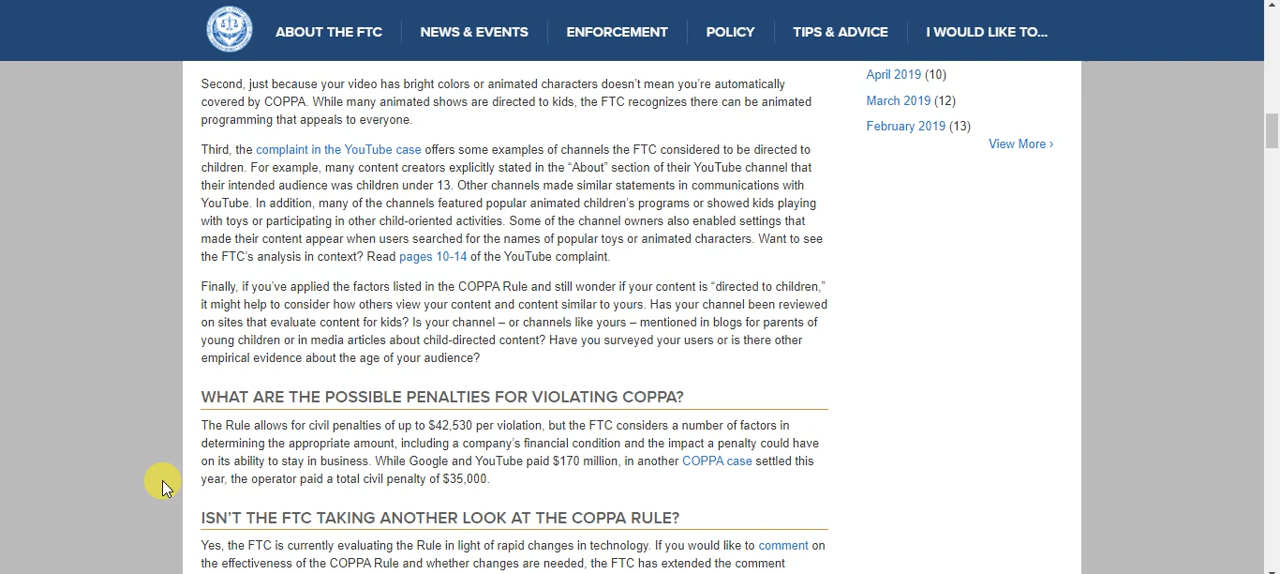 ABOUT THE FTC NEWS & EVENTS ENFORCEMENT POLICY TIPS & ADVICE I WOULD LIKE TO...
Second, just because your video has bright colors or animated characters doesn't mean you're automatically
covered by COPPA. While many animated shows are directed to kids, the FTC recognizes there can be animated
programming that appeals to everyone.
Third, the complaint in the YouTube case offers some examples of channels the FTC considered to be directed to
children. For example, many content creators explicitly stated in the “About” section of their YouTube channel that
their intended audience was children under 13. Other channels made similar statements in communications with
YouTube. In addition, many of the channels featured popular animated children's programs or showed kids playing
with toys or participating in other child-oriented activities. Some of the channel owners also enabled settings that
made their content appear when users searched for the names of popular toys or animated characters. Want to see
the FTC's analysis in context? Read pages 10-14 of the YouTube complaint.
Finally, if you've applied the factors listed in the COPPA Rule and still wonder if your content is “directed to children,”
it might help to consider how others view your content and content similar to yours. Has your channel been reviewed
on sites that evaluate content for kids? Is your channel – or channels like yours – mentioned in blogs for parents of
young children or in media articles about child-directed content? Have you surveyed your users or is there other
empirical evidence about the age of your audience?
WHAT ARE THE POSSIBLE PENALTIES FOR VIOLATING COPPA?
The Rule allows for civil penalties of up to $42,530 per violation, but the FTC considers a number of factors in
determining the appropriate amount, including a company's financial condition and the impact a penalty could have
on its ability to stay in business. While Google and YouTube paid $170 million, in another COPPA case settled this
year, the operator paid a total civil penalty of $35,000.
ISN'T THE FTC TAKING ANOTHER LOOK AT THE COPPA RULE?
Yes, the FTC is currently evaluating the Rule in light of rapid changes in technology. If you would like to comment on
the effectiveness of the COPPA Rule and whether changes are needed, the FTC has extended the comment
April 2019 (10)
March 2019 (12)
February 2019 (13)
View More ›